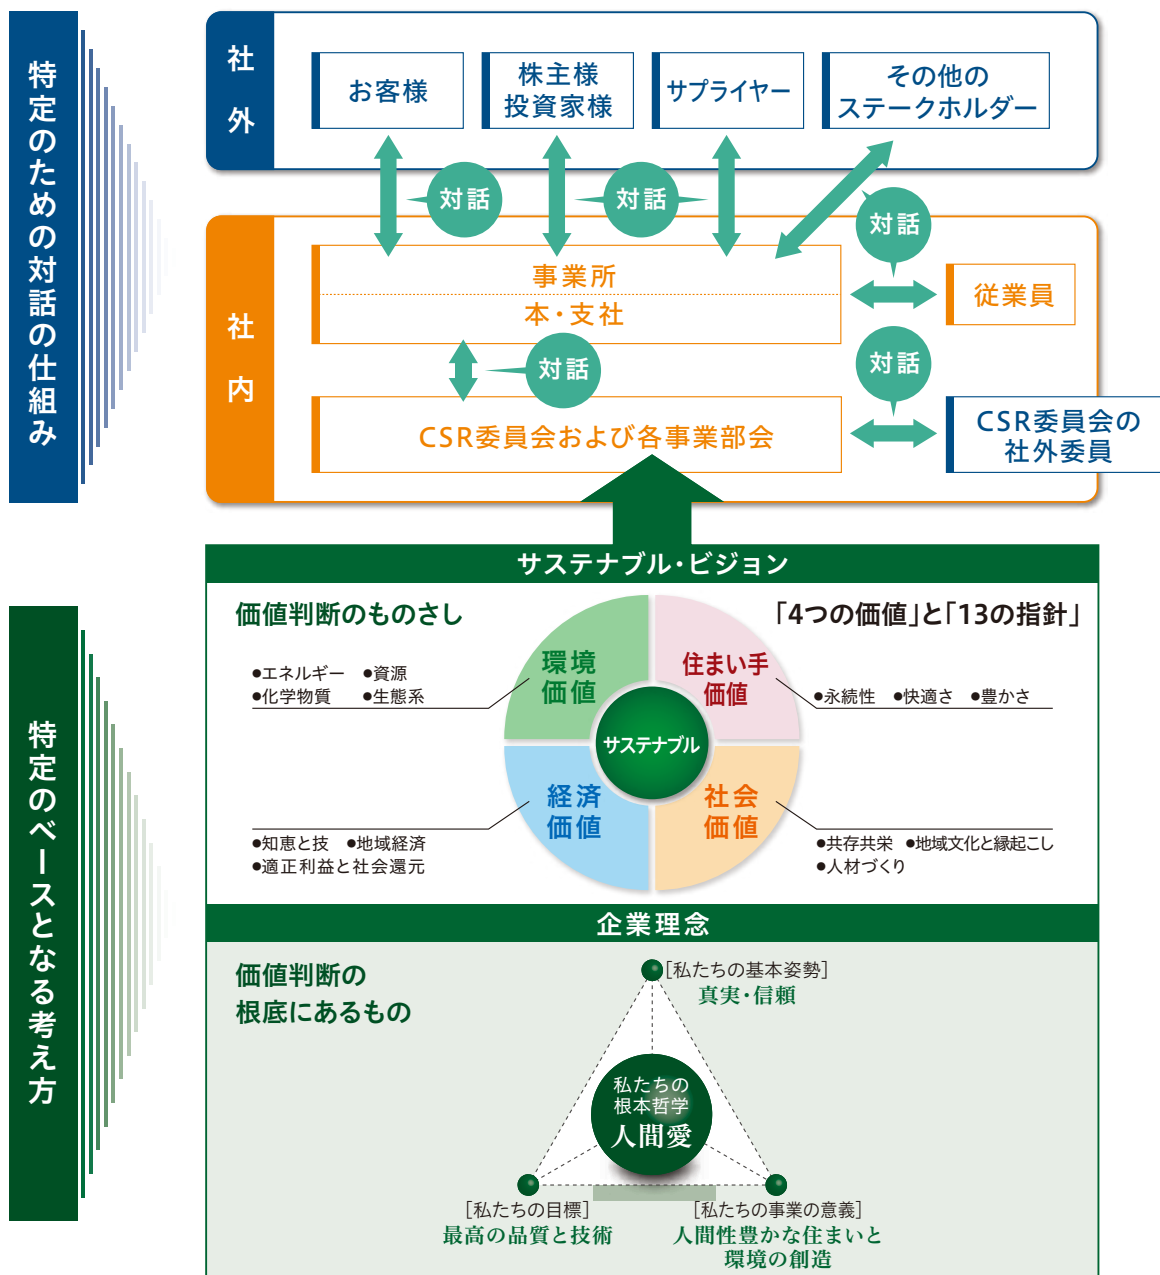 特定のための対話の仕組み
社外
お客様
株主様
投資家様
サプライヤー
その他の
ステークホルダー
対話
対話
対話
社内
事業所
本・支社
従業員
対話
対話
CSR委員会および各事業部会
CSR委員会の
社外委員
特定のベースとなる考え方
サステナブル・ビジョン
価値判断のものさし
「4つの価値」と「13の指針」
環境
価値
住まい手
価値
●エネルギー ●資源
●化学物質 ●生態系
●永続性 ●快適さ ●豊かさ
サステナブル
経済
価値
社会
価値
●知恵と技 ●地域経済
●適正利益と社会還元
●共存共栄 ●地域文化と縁起こし
●人材づくり
企業理念
価値判断の
根底にあるもの
[私たちの基本姿勢]
真実・信頼
私たちの
根本哲学
人間愛
[私たちの目標]
最高の品質と技術
[私たちの事業の意義]
人間性豊かな住まいと
環境の創造